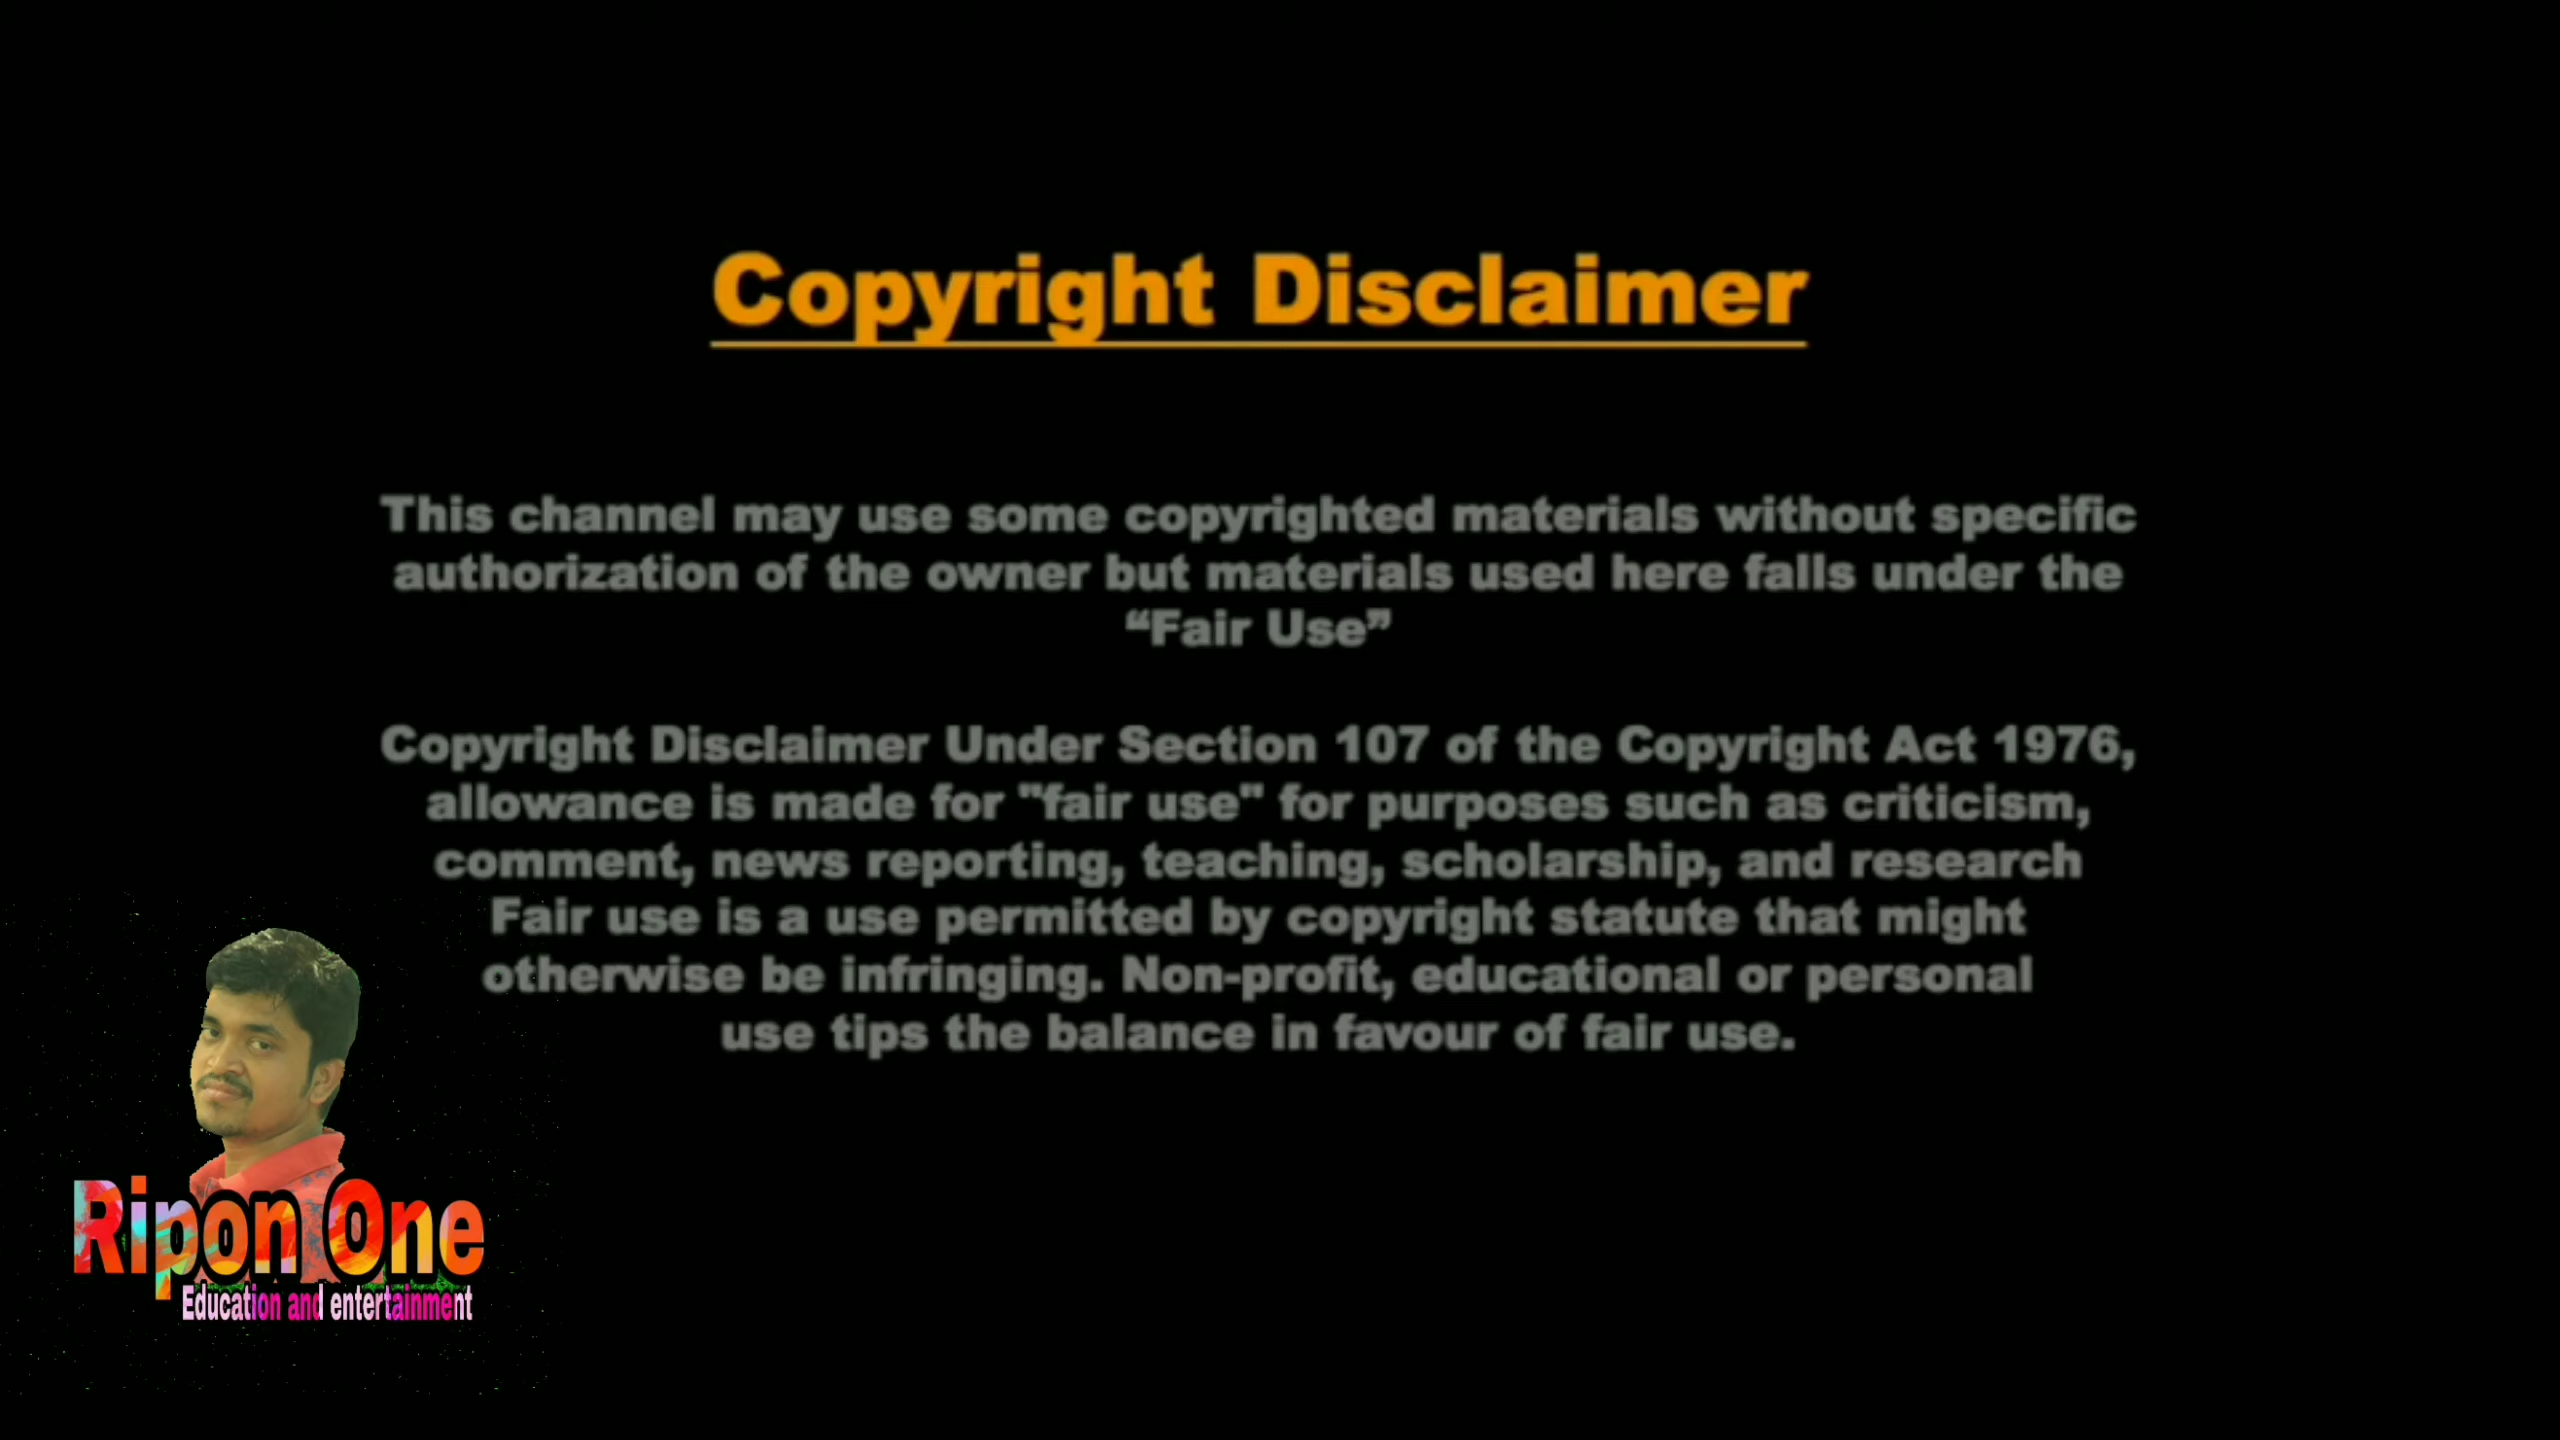 Copyright Disclaimer
This channel may use some copyrighted materials without specific
authorization of the owner but materials used here falls under the
“Fair Use”
Copyright Disclaimer Under Section 107 of the Copyright Act 1976,
allowance is made for "fair use" for purposes such as criticism,
comment, news reporting, teaching, scholarship, and research
Fair use is a use permitted by copyright statute that might
otherwise be infringing. Non-profit, educational or personal
use tips the balance in favour of fair use.
Ripon One
Education and entertainment